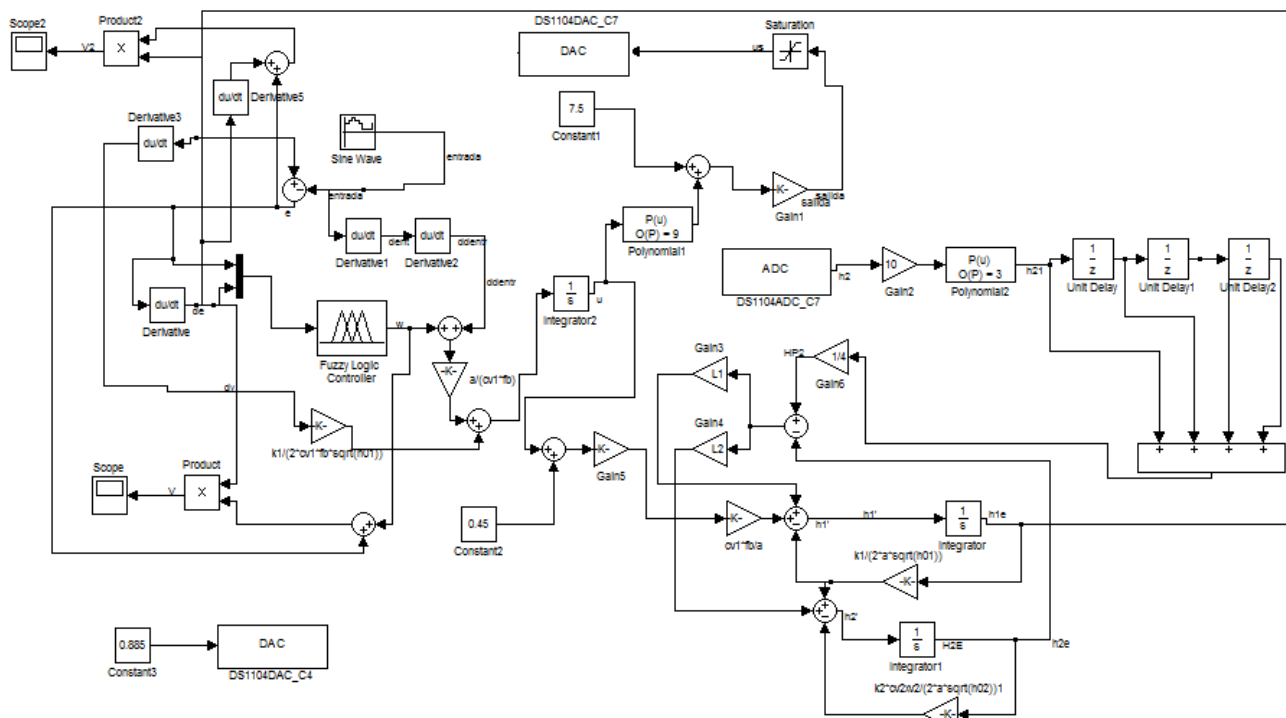 Scope2
Product2
X
V2
du/dt
Derivative5
Derivative3
du/dt
Sine Wave
entrada
entrada
e
du/dt
Derivative1
dent
du/dt
Derivative2
ddentr
ddentr
du/dt
Derivative
de
Fuzzy Logic
Controller
w
-K-
a/(cv1*fb)
dv
-K-
k1/(2*cv1*fb*sqrt(h01))
Scope
Product
X
V
0.885
Constant3
DAC
DS1104DAC_C4
DS1104DAC_C7
DAC
us
Saturation
7.5
Constant1
-K-
Gain1
salida
salida
P(u)
O(P) = 9
Polynomial1
1
s
Integrator2
u
ADC
DS1104ADC_C7
h2
10
Gain2
P(u)
O(P) = 3
Polynomial2
h21
1
z
Unit Delay
1
z
Unit Delay1
1
z
Unit Delay2
Gain3
L1
HP2
1/4
Gain6
Gain4
L2
-K-
Gain5
0.45
Constant2
-K-
cv1*fb/a
h1'
h1'
1
s
Integrator
h1e
k1/(2*a*sqrt(h01))
-K-
h2'
1
s
Integrator1
H2E
h2e
k2*cv2xv2/(2*a*sqrt(h02))1
-K-